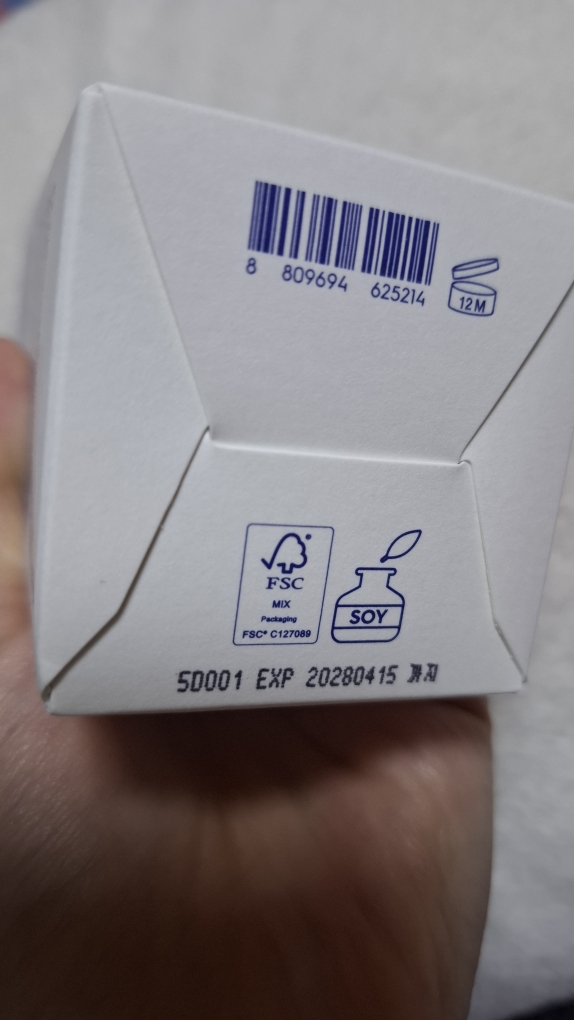 8 809694 625214
12M
FSC
MIX
Packaging
FSC® C127089
SOY
5D001 EXP 20280415 까지